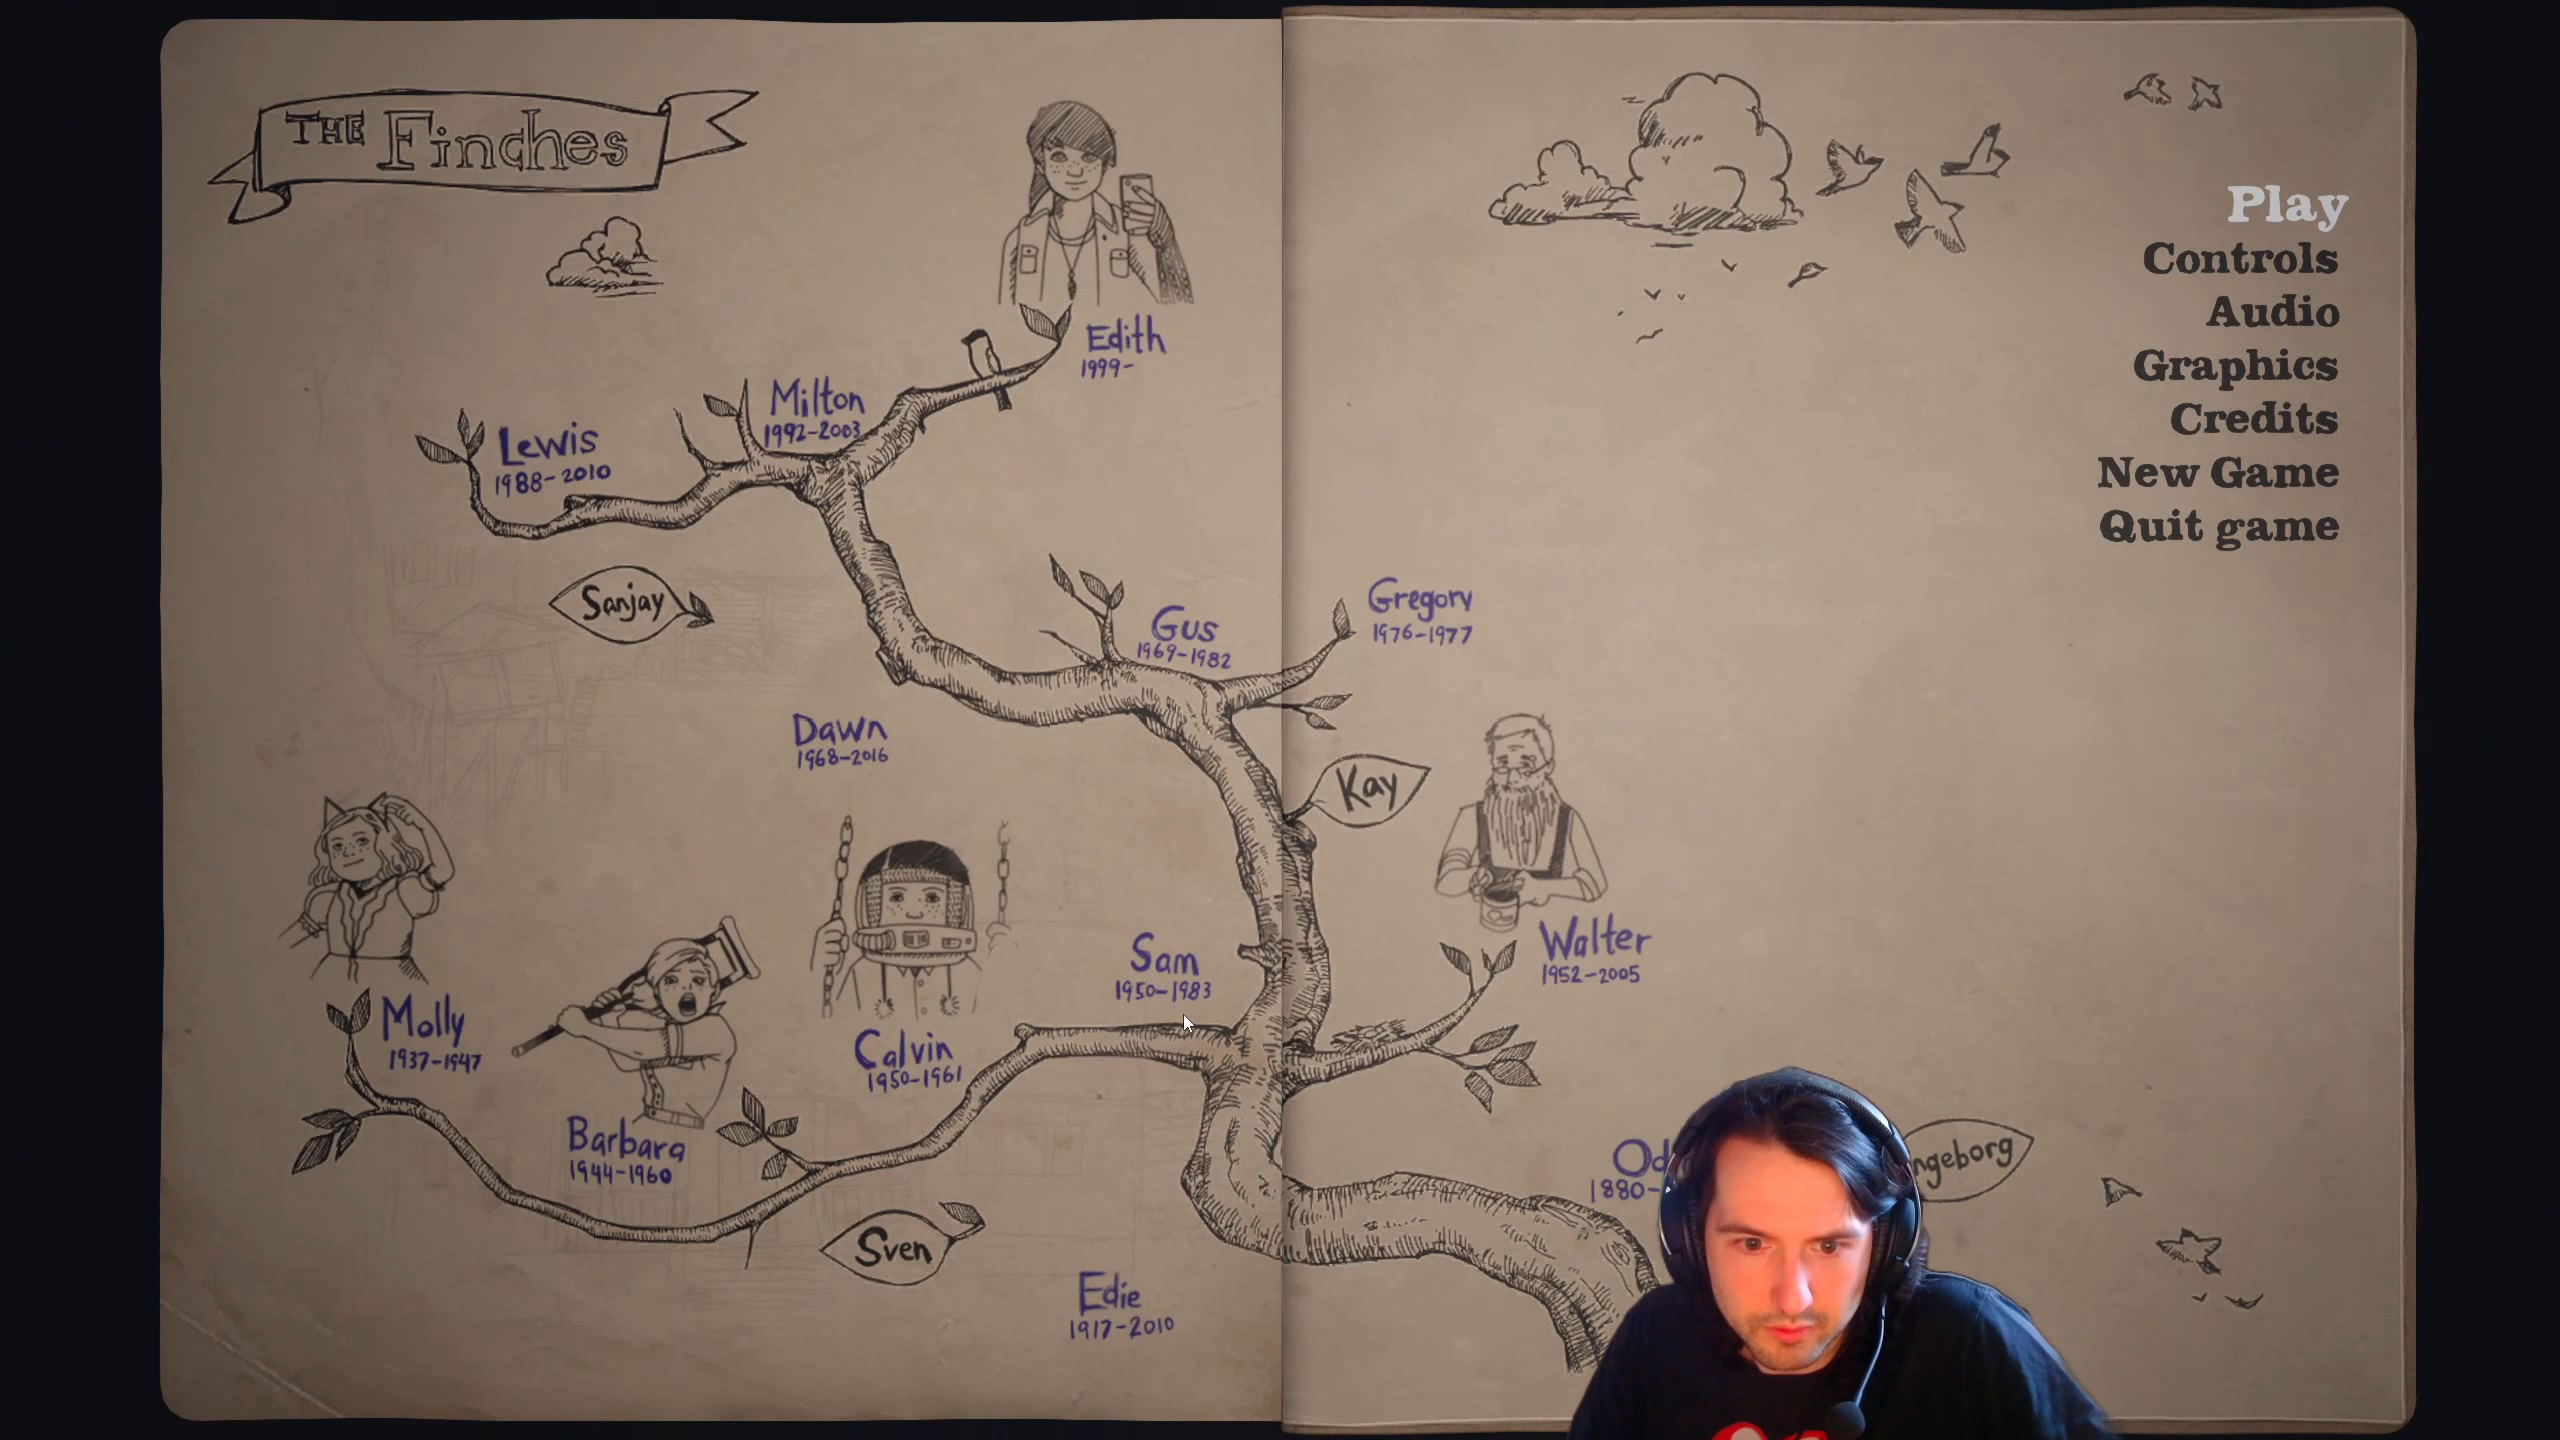 THE Finches
Play
Controls
Audio
Graphics
Credits
New Game
Quit game
Edith
1999-
Milton
1992-2003
Lewis
1988-2010
Sanjay
Gus
1969-1982
Gregory
1976-1977
Dawn
1968-2016
Kay
Walter
1952-2005
Sam
1950-1983
Calvin
1950-1961
Molly
1937-1947
Barbara
1944-1960
Sven
Edie
1917-2010
1880-